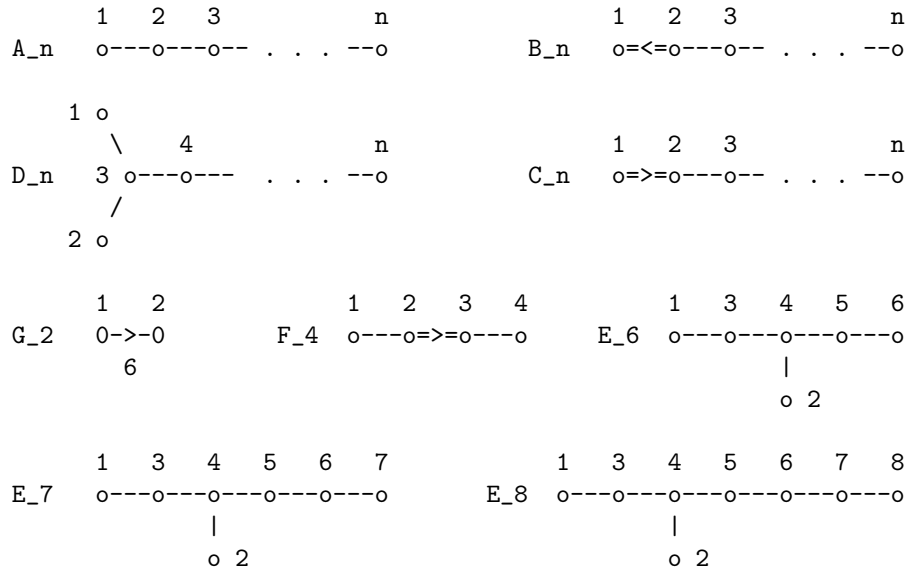 1   2   3           n                  1   2   3           n
A_n    o---o---o-- . . . --o           B_n    o=<=o---o-- . . . --o
     1 o
        \    4             n                  1   2   3           n
D_n   3 o---o---  . . . --o            C_n    o=>=o---o-- . . . --o
        /
     2 o
       1   2             1   2   3   4           1   3   4   5   6
G_2    0->-0       F_4   o---o=>=o---o     E_6   o---o---o---o---o
         6                                               |
                                                         o 2
       1   3   4   5   6   7             1   3   4   5   6   7   8
E_7    o---o---o---o---o---o       E_8   o---o---o---o---o---o---o
               |                                 |
               o 2                               o 2